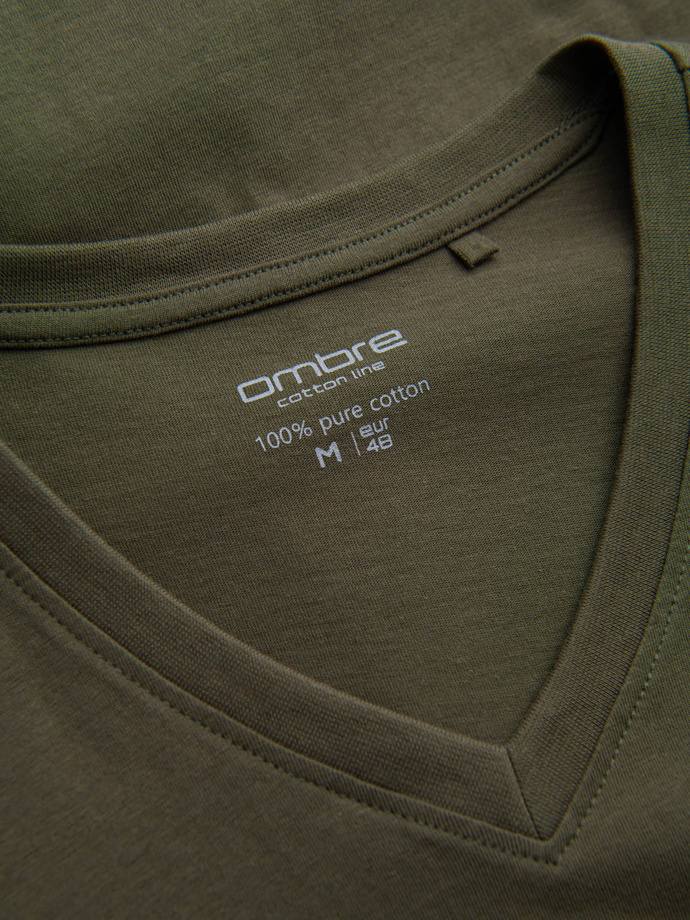 ombre
cotton line
100% pure cotton
M | eur
48